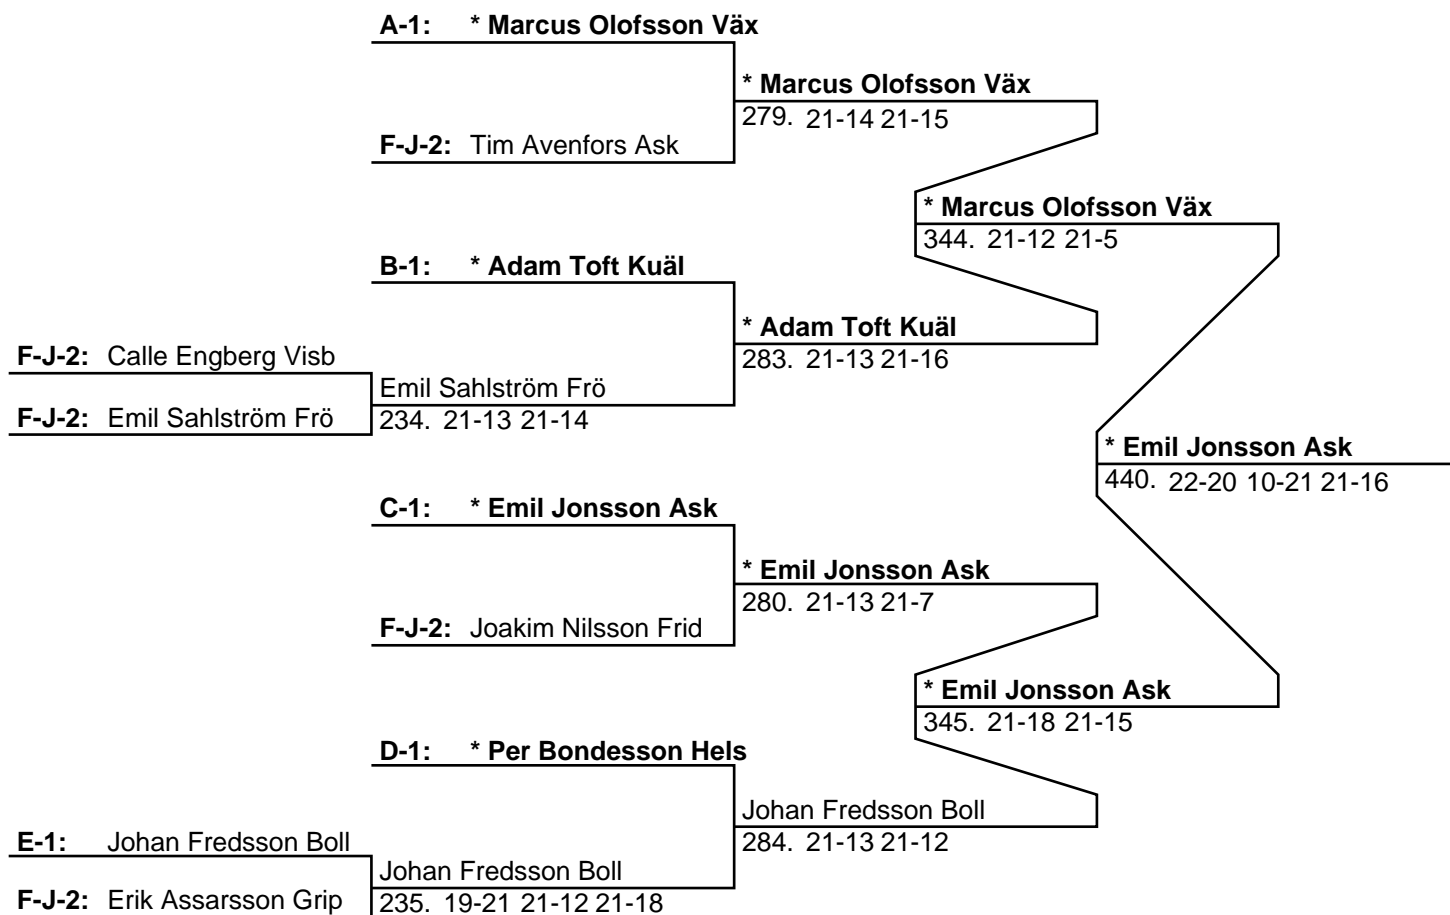 A-1: * Marcus Olofsson Väx
* Marcus Olofsson Väx
279. 21-14 21-15
F-J-2: Tim Avenfors Ask
* Marcus Olofsson Väx
344. 21-12 21-5
B-1: * Adam Toft Kuäl
* Adam Toft Kuäl
283. 21-13 21-16
F-J-2: Calle Engberg Visb
Emil Sahlström Frö
234. 21-13 21-14
F-J-2: Emil Sahlström Frö
* Emil Jonsson Ask
440. 22-20 10-21 21-16
C-1: * Emil Jonsson Ask
* Emil Jonsson Ask
280. 21-13 21-7
F-J-2: Joakim Nilsson Frid
* Emil Jonsson Ask
345. 21-18 21-15
D-1: * Per Bondesson Hels
Johan Fredsson Boll
284. 21-13 21-12
E-1: Johan Fredsson Boll
Johan Fredsson Boll
235. 19-21 21-12 21-18
F-J-2: Erik Assarsson Grip